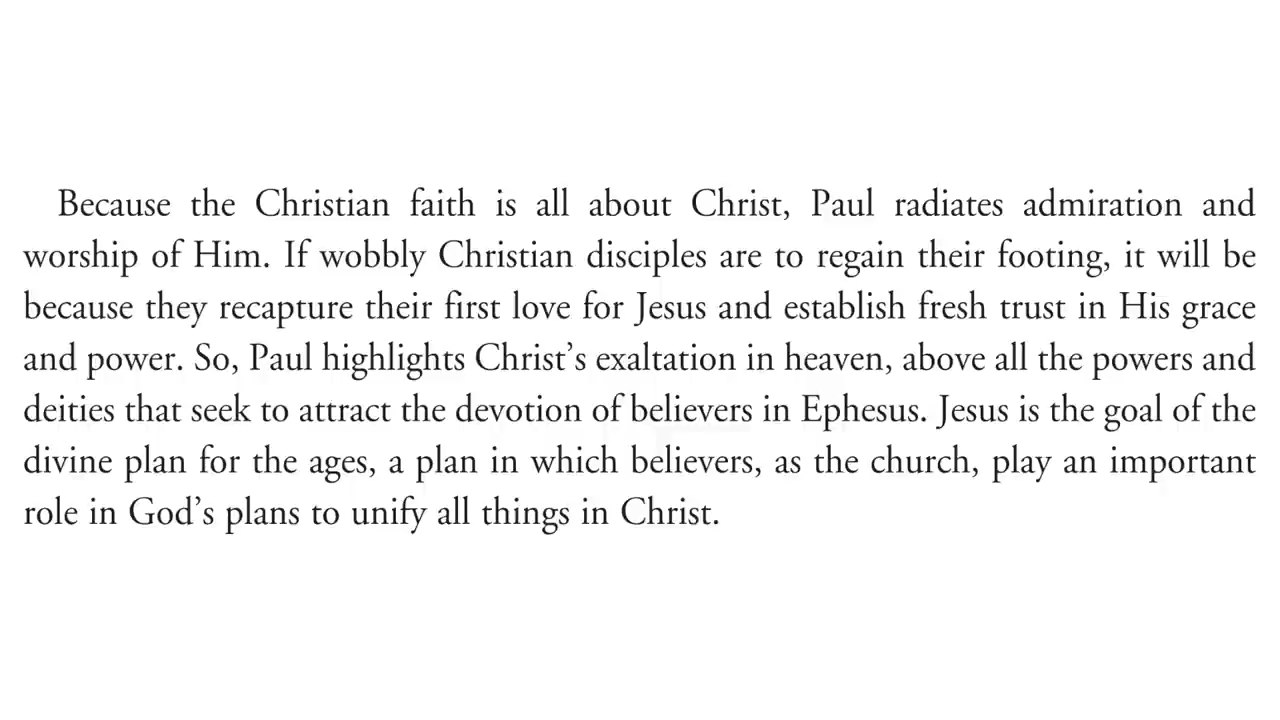 Because the Christian faith is all about Christ, Paul radiates admiration and
worship of Him. If wobbly Christian disciples are to regain their footing, it will be
because they recapture their first love for Jesus and establish fresh trust in His grace
and power. So, Paul highlights Christ’s exaltation in heaven, above all the powers and
deities that seek to attract the devotion of believers in Ephesus. Jesus is the goal of the
divine plan for the ages, a plan in which believers, as the church, play an important
role in God’s plans to unify all things in Christ.